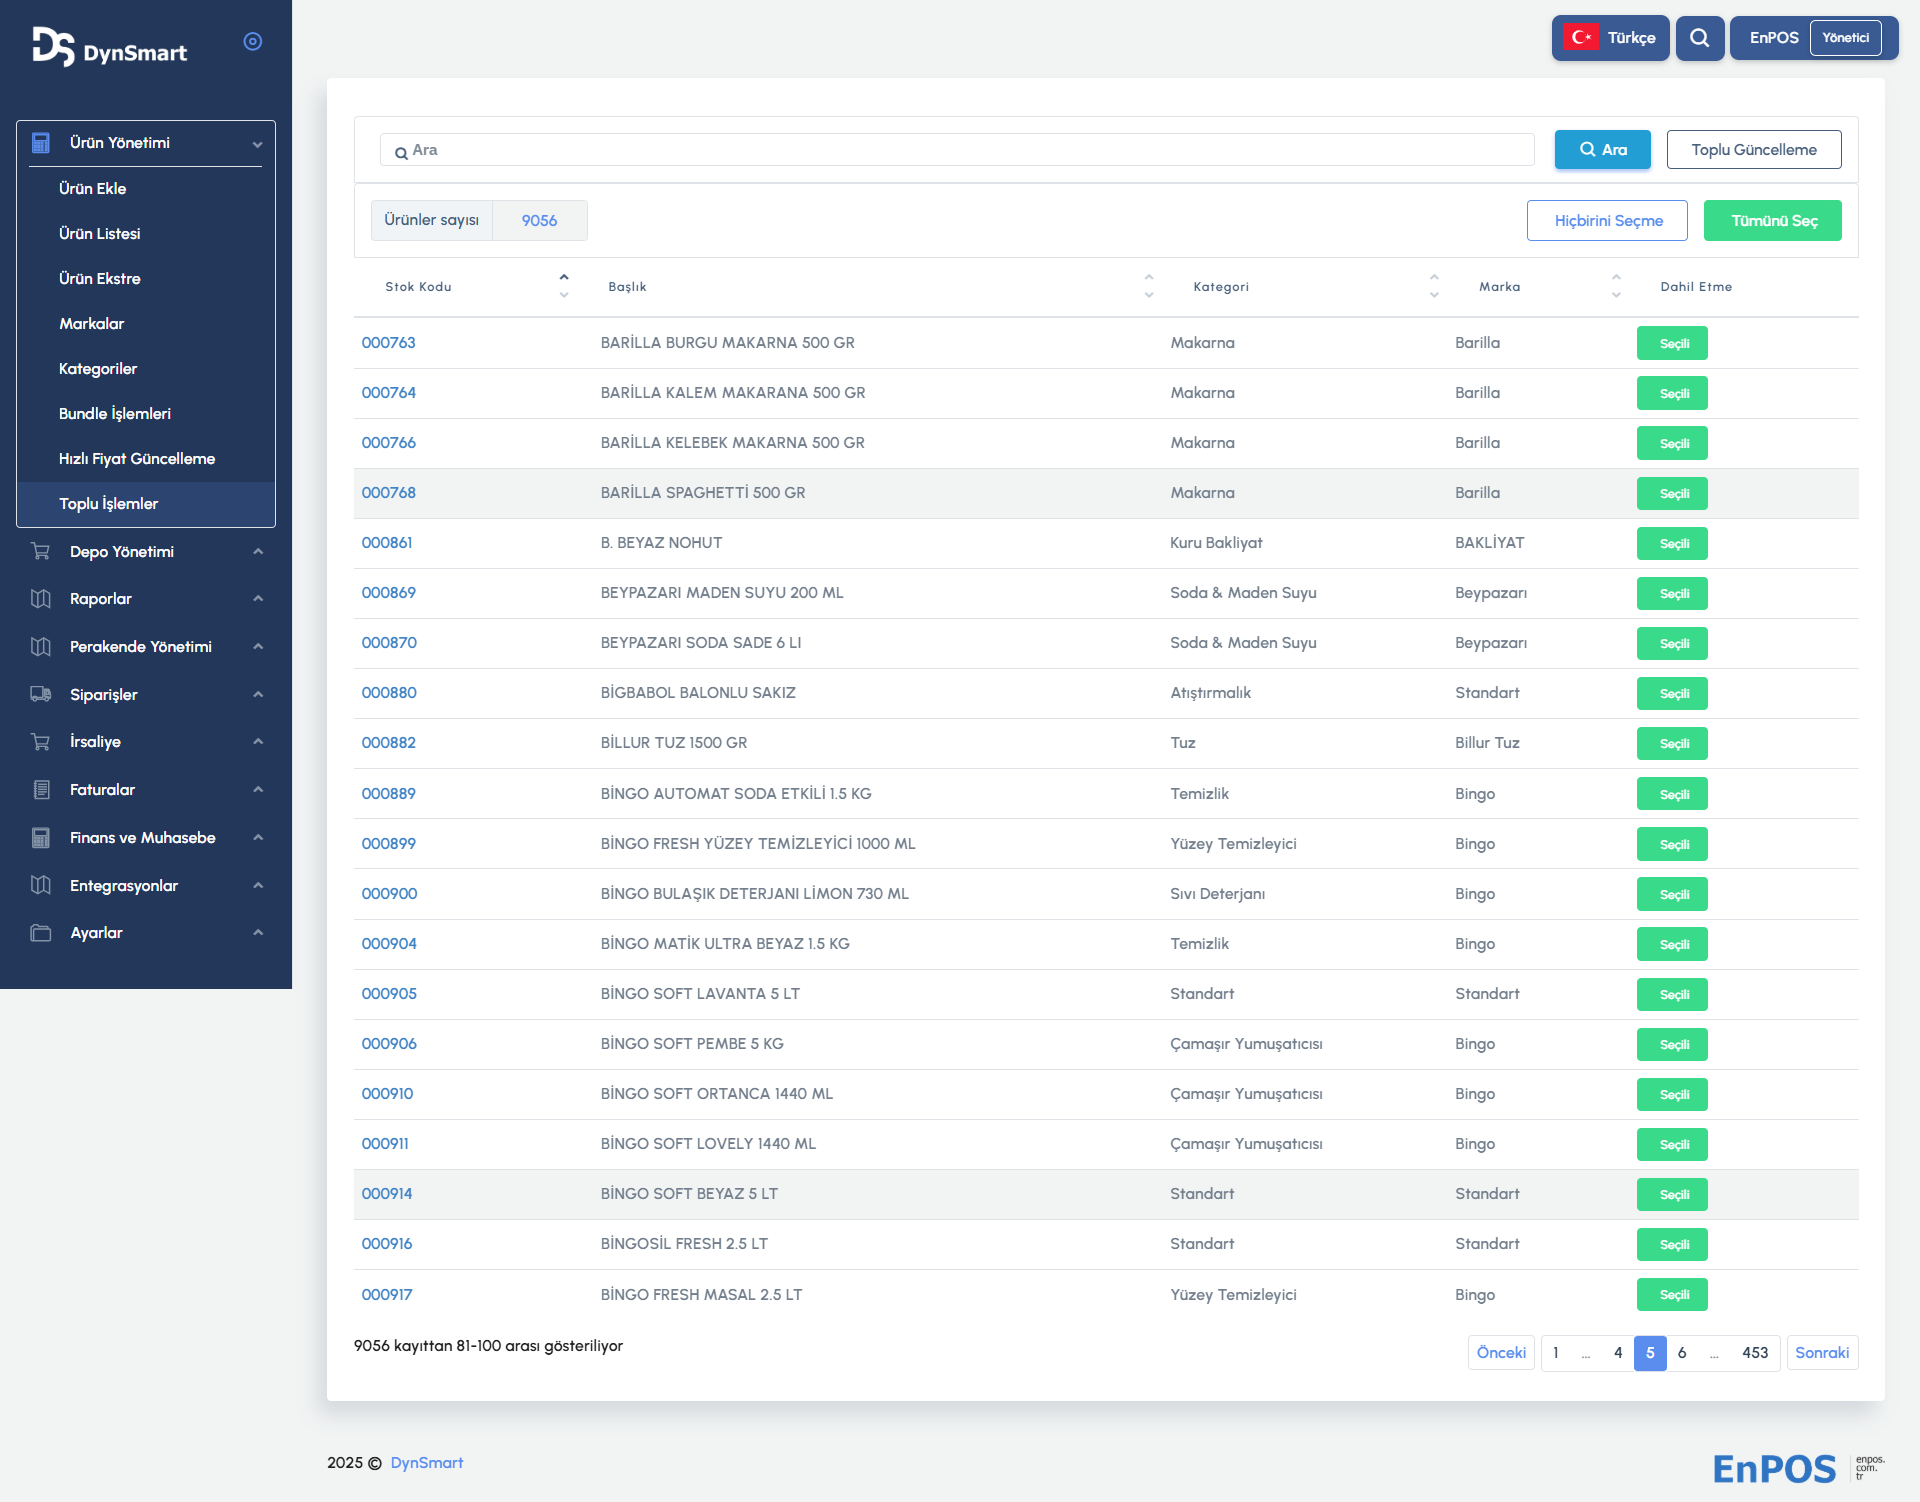 DS DynSmart
Türkçe
EnPOS Yönetici
Ürün Yönetimi
Ürün Ekle
Ürün Listesi
Ürün Ekstre
Markalar
Kategoriler
Bundle İşlemleri
Hızlı Fiyat Güncelleme
Toplu İşlemler
Depo Yönetimi
Raporlar
Perakende Yönetimi
Siparişler
İrsaliye
Faturalar
Finans ve Muhasebe
Entegrasyonlar
Ayarlar
Ara Ara Toplu Güncelleme
Ürünler sayısı 9056 Hiçbirini Seçme Tümünü Seç
Stok Kodu Başlık Kategori Marka Dahil Etme
000763 BARİLLA BURGU MAKARNA 500 GR Makarna Barilla Seçili
000764 BARİLLA KALEM MAKARANA 500 GR Makarna Barilla Seçili
000766 BARİLLA KELEBEK MAKARNA 500 GR Makarna Barilla Seçili
000768 BARİLLA SPAGHETTİ 500 GR Makarna Barilla Seçili
000861 B. BEYAZ NOHUT Kuru Bakliyat BAKLİYAT Seçili
000869 BEYPAZARI MADEN SUYU 200 ML Soda & Maden Suyu Beypazarı Seçili
000870 BEYPAZARI SODA SADE 6 LI Soda & Maden Suyu Beypazarı Seçili
000880 BİGBABOL BALONLU SAKIZ Atıştırmalık Standart Seçili
000882 BİLLUR TUZ 1500 GR Tuz Billur Tuz Seçili
000889 BİNGO AUTOMAT SODA ETKİLİ 1.5 KG Temizlik Bingo Seçili
000899 BİNGO FRESH YÜZEY TEMİZLEYİCİ 1000 ML Yüzey Temizleyici Bingo Seçili
000900 BİNGO BULAŞIK DETERJANI LİMON 730 ML Sıvı Deterjanı Bingo Seçili
000904 BİNGO MATİK ULTRA BEYAZ 1.5 KG Temizlik Bingo Seçili
000905 BİNGO SOFT LAVANTA 5 LT Standart Standart Seçili
000906 BİNGO SOFT PEMBE 5 KG Çamaşır Yumuşatıcısı Bingo Seçili
000910 BİNGO SOFT ORTANCA 1440 ML Çamaşır Yumuşatıcısı Bingo Seçili
000911 BİNGO SOFT LOVELY 1440 ML Çamaşır Yumuşatıcısı Bingo Seçili
000914 BİNGO SOFT BEYAZ 5 LT Standart Standart Seçili
000916 BİNGOSİL FRESH 2.5 LT Standart Standart Seçili
000917 BİNGO FRESH MASAL 2.5 LT Yüzey Temizleyici Bingo Seçili
9056 kayıttan 81-100 arası gösteriliyor
Önceki 1 ... 4 5 6 ... 453 Sonraki
2025 © DynSmart
EnPOS
enpos.
com.
tr